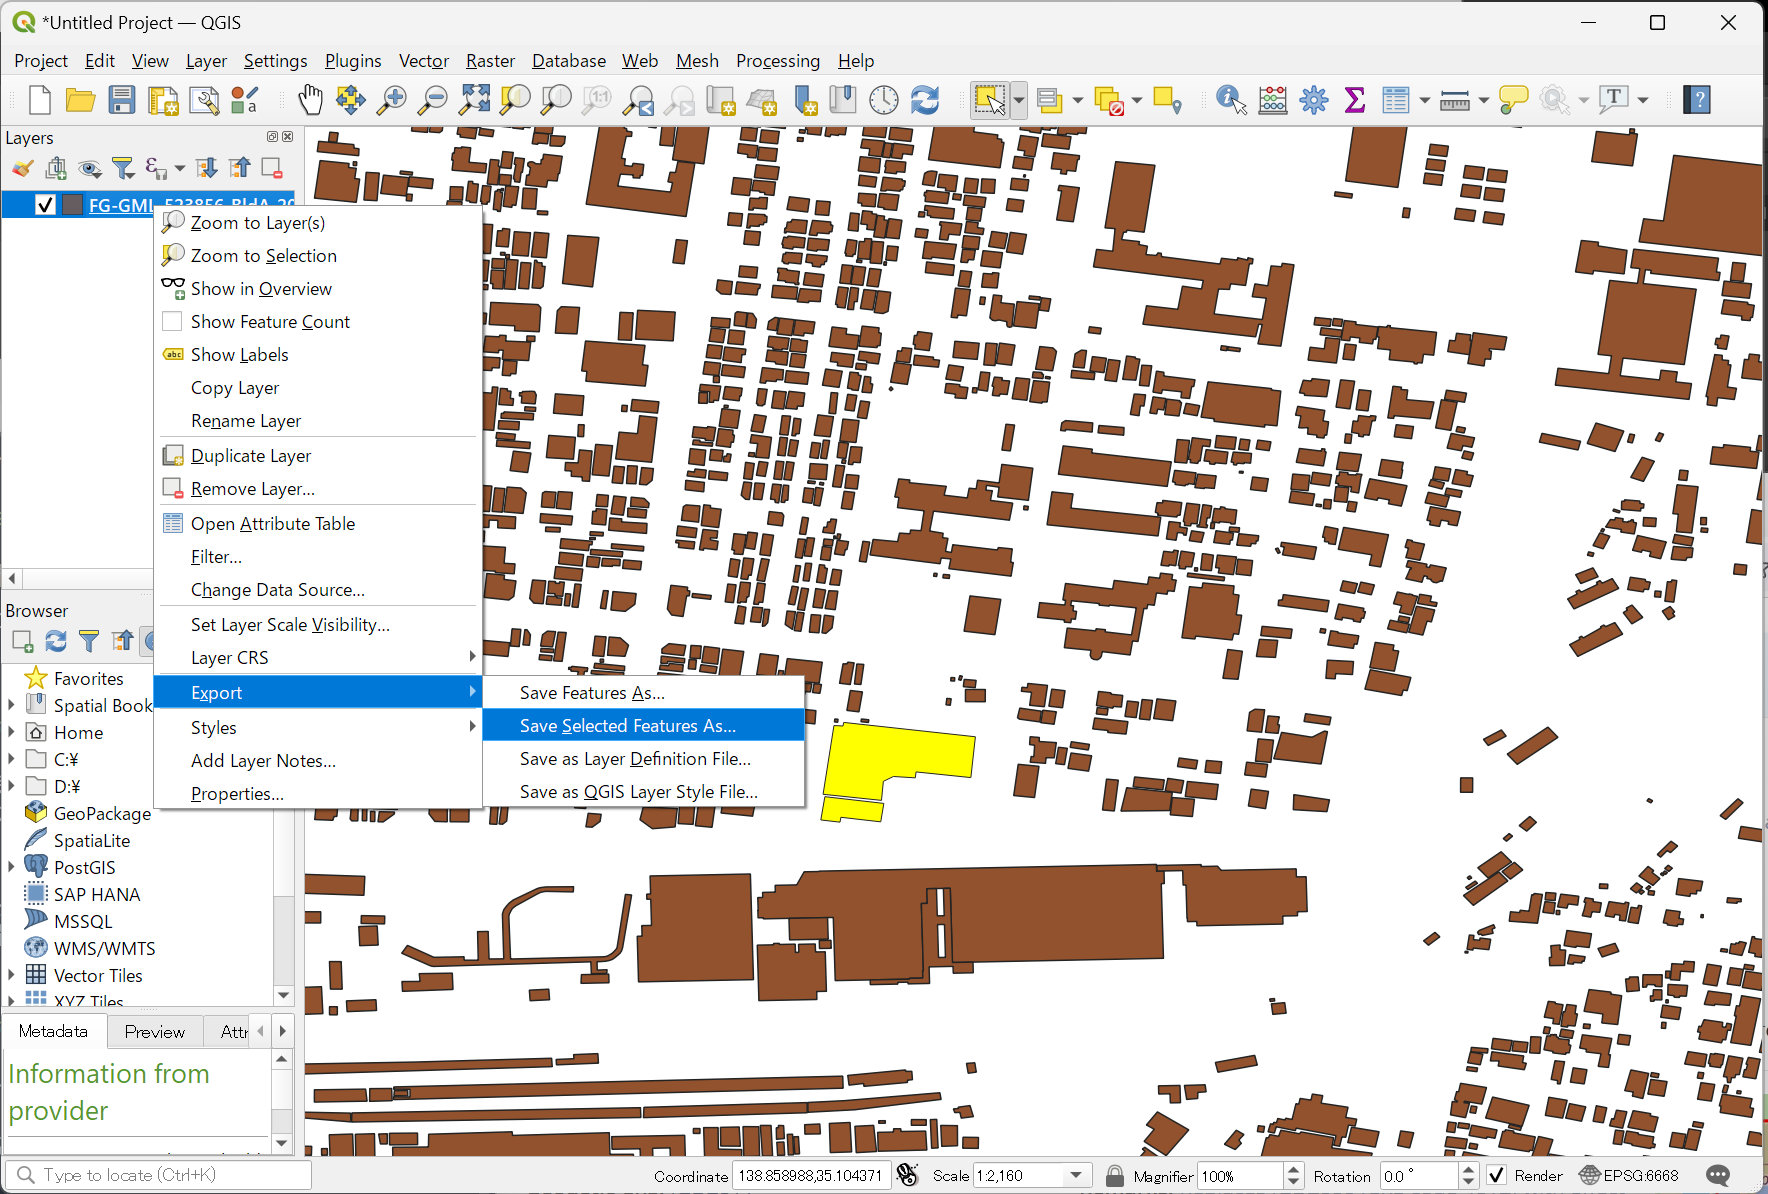 *Untitled Project — QGIS
Project Edit View Layer Settings Plugins Vector Raster Database Web Mesh Processing Help
Layers
Zoom to Layer(s)
Zoom to Selection
Show in Overview
Show Feature Count
abc Show Labels
Copy Layer
Rename Layer
Duplicate Layer
Remove Layer...
Open Attribute Table
Filter...
Change Data Source...
Set Layer Scale Visibility...
Layer CRS
Export
Styles
Add Layer Notes...
Properties...
Save Features As...
Save Selected Features As...
Save as Layer Definition File...
Save as QGIS Layer Style File...
Browser
Favorites
Spatial Book
Home
C:¥
D:¥
GeoPackage
SpatiaLite
PostGIS
SAP HANA
MSSQL
WMS/WMTS
Vector Tiles
XYZ Tiles
Metadata Preview Attr
Information from
provider
Type to locate (Ctrl+K)
Coordinate 138.858988,35.104371 Scale 1:2,160 Magnifier 100% Rotation 0.0 ° Render EPSG:6668